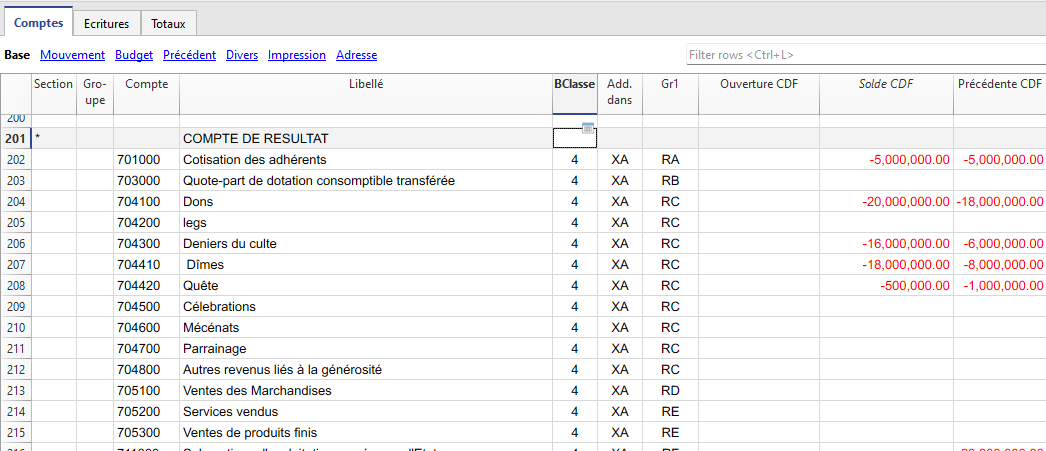 Comptes Ecritures Totaux
Base Mouvement Budget Précédent Divers Impression Adresse Filter rows <Ctrl+L>
Section Gro-upe Compte Libellé BClasse Add. dans Gr1 Ouverture CDF Solde CDF Précédente CDF
200
201 * COMPTE DE RESULTAT
202 701000 Cotisation des adhérents 4 XA RA -5,000,000.00 -5,000,000.00
203 703000 Quote-part de dotation consomptible transférée 4 XA RB
204 704100 Dons 4 XA RC -20,000,000.00 -18,000,000.00
205 704200 legs 4 XA RC
206 704300 Deniers du culte 4 XA RC -16,000,000.00 -6,000,000.00
207 704410 Dîmes 4 XA RC -18,000,000.00 -8,000,000.00
208 704420 Quête 4 XA RC -500,000.00 -1,000,000.00
209 704500 Célebrations 4 XA RC
210 704600 Mécénats 4 XA RC
211 704700 Parrainage 4 XA RC
212 704800 Autres revenus liés à la générosité 4 XA RC
213 705100 Ventes des Marchandises 4 XA RD
214 705200 Services vendus 4 XA RE
215 705300 Ventes de produits finis 4 XA RE